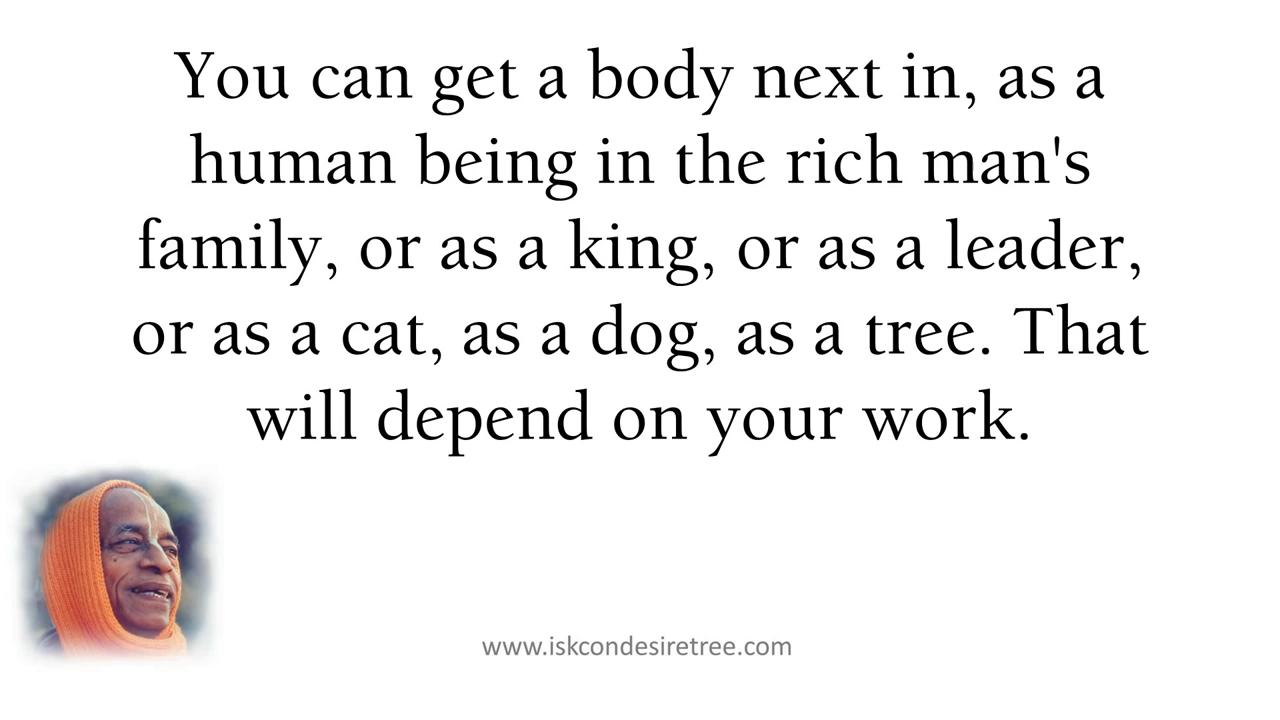 You can get a body next in, as a
human being in the rich man's
family, or as a king, or as a leader,
or as a cat, as a dog, as a tree. That
will depend on your work.
www.iskcondesiretree.com